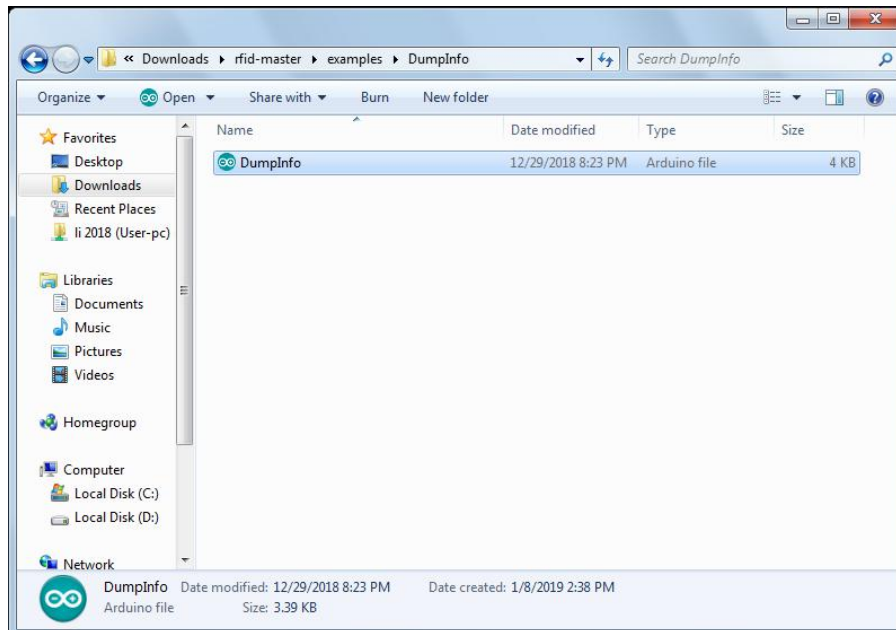 « Downloads ▸ rfid-master ▸ examples ▸ DumpInfo
Search DumpInfo
Organize ▾ Open ▾ Share with ▾ Burn New folder
Name Date modified Type Size
DumpInfo 12/29/2018 8:23 PM Arduino file 4 KB
Favorites
Desktop
Downloads
Recent Places
li 2018 (User-pc)
Libraries
Documents
Music
Pictures
Videos
Homegroup
Computer
Local Disk (C:)
Local Disk (D:)
Network
DumpInfo Date modified: 12/29/2018 8:23 PM Date created: 1/8/2019 2:38 PM
Arduino file Size: 3.39 KB